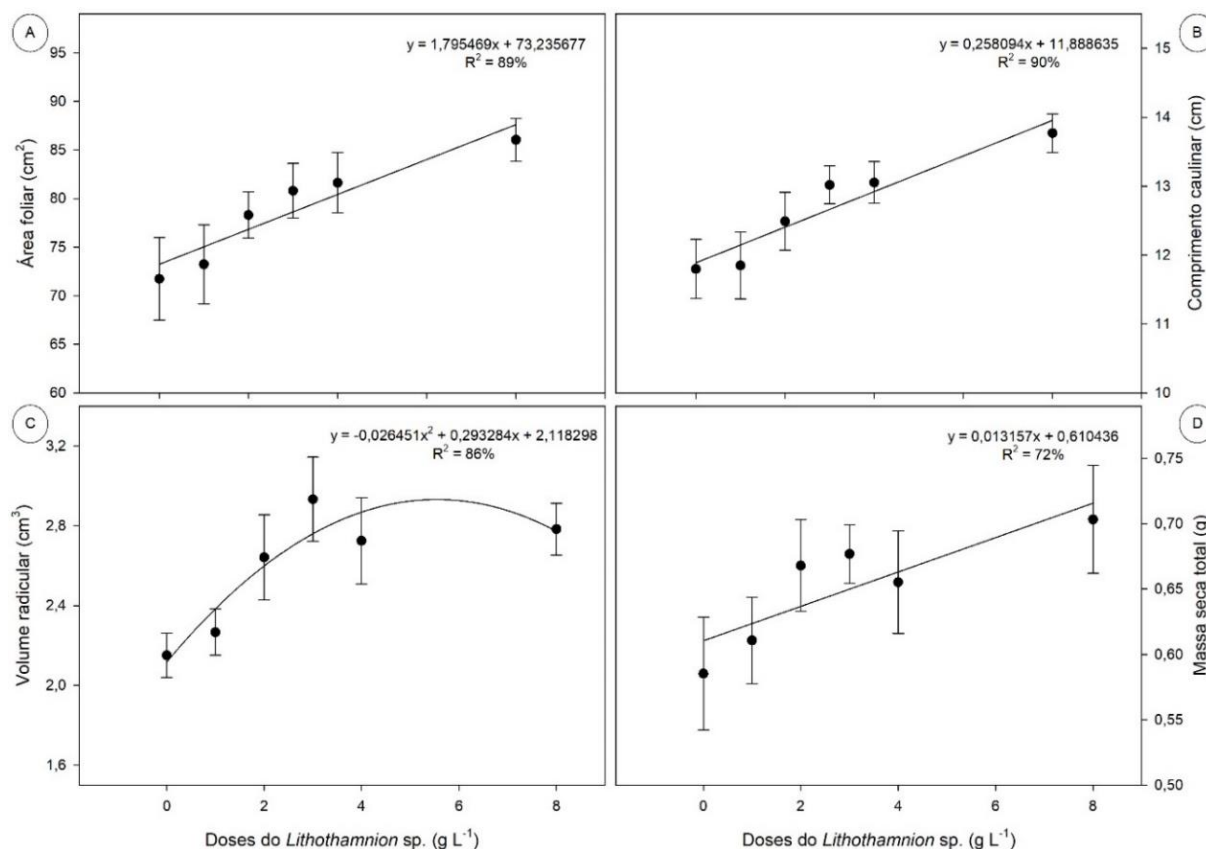 A
y = 1,795469x + 73,235677
R² = 89%
Área foliar (cm²)
95
90
85
80
75
70
65
60
B
y = 0,258094x + 11,888635
R² = 90%
15
14
13
12
11
10
Comprimento caulinar (cm)
C
y = -0,026451x² + 0,293284x + 2,118298
R² = 86%
Volume radicular (cm³)
3,2
2,8
2,4
2,0
1,6
0 2 4 6 8
Doses do Lithothamnion sp. (g L⁻¹)
D
y = 0,013157x + 0,610436
R² = 72%
0,75
0,70
0,65
0,60
0,55
0,50
Massa seca total (g)
0 2 4 6 8
Doses do Lithothamnion sp. (g L⁻¹)